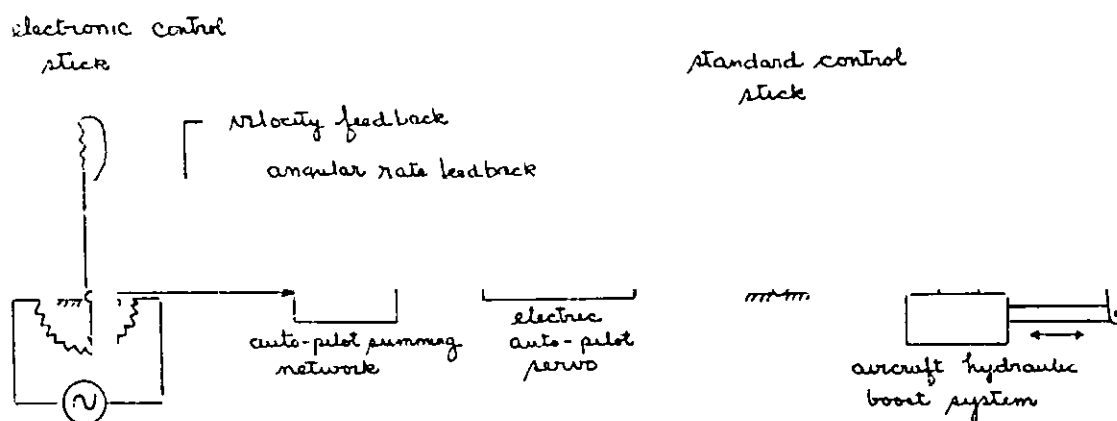 electronic control
stick
standard control
stick
velocity feedback
angular rate feedback
auto-pilot summing
network
electric
auto-pilot
servo
aircraft hydraulic
boost system